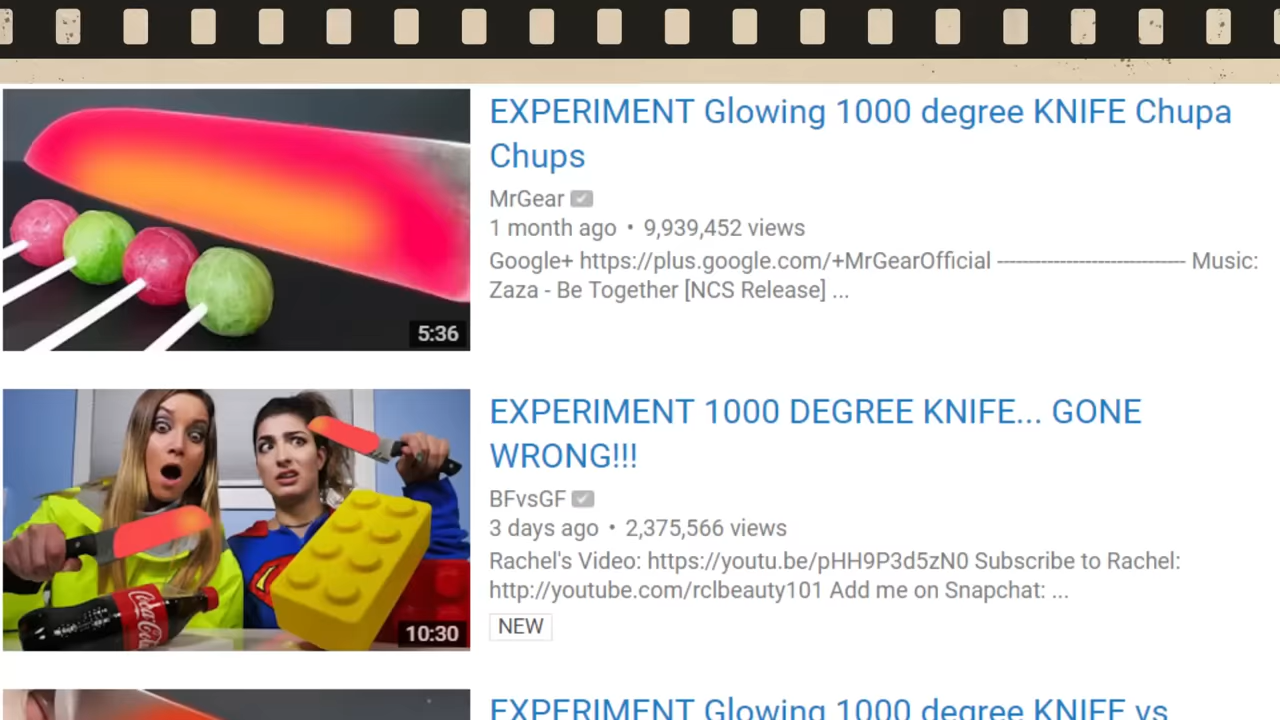 EXPERIMENT Glowing 1000 degree KNIFE Chupa
Chups
MrGear
1 month ago • 9,939,452 views
Google+ https://plus.google.com/+MrGearOfficial ------------------------------ Music:
Zaza - Be Together [NCS Release] ...
5:36
EXPERIMENT 1000 DEGREE KNIFE... GONE
WRONG!!!
BFvsGF
3 days ago • 2,375,566 views
Rachel's Video: https://youtu.be/pHH9P3d5zN0 Subscribe to Rachel:
http://youtube.com/rclbeauty101 Add me on Snapchat: ...
NEW
Coca-Cola
10:30
EXPERIMENT Glowing 1000 degree KNIFE vs